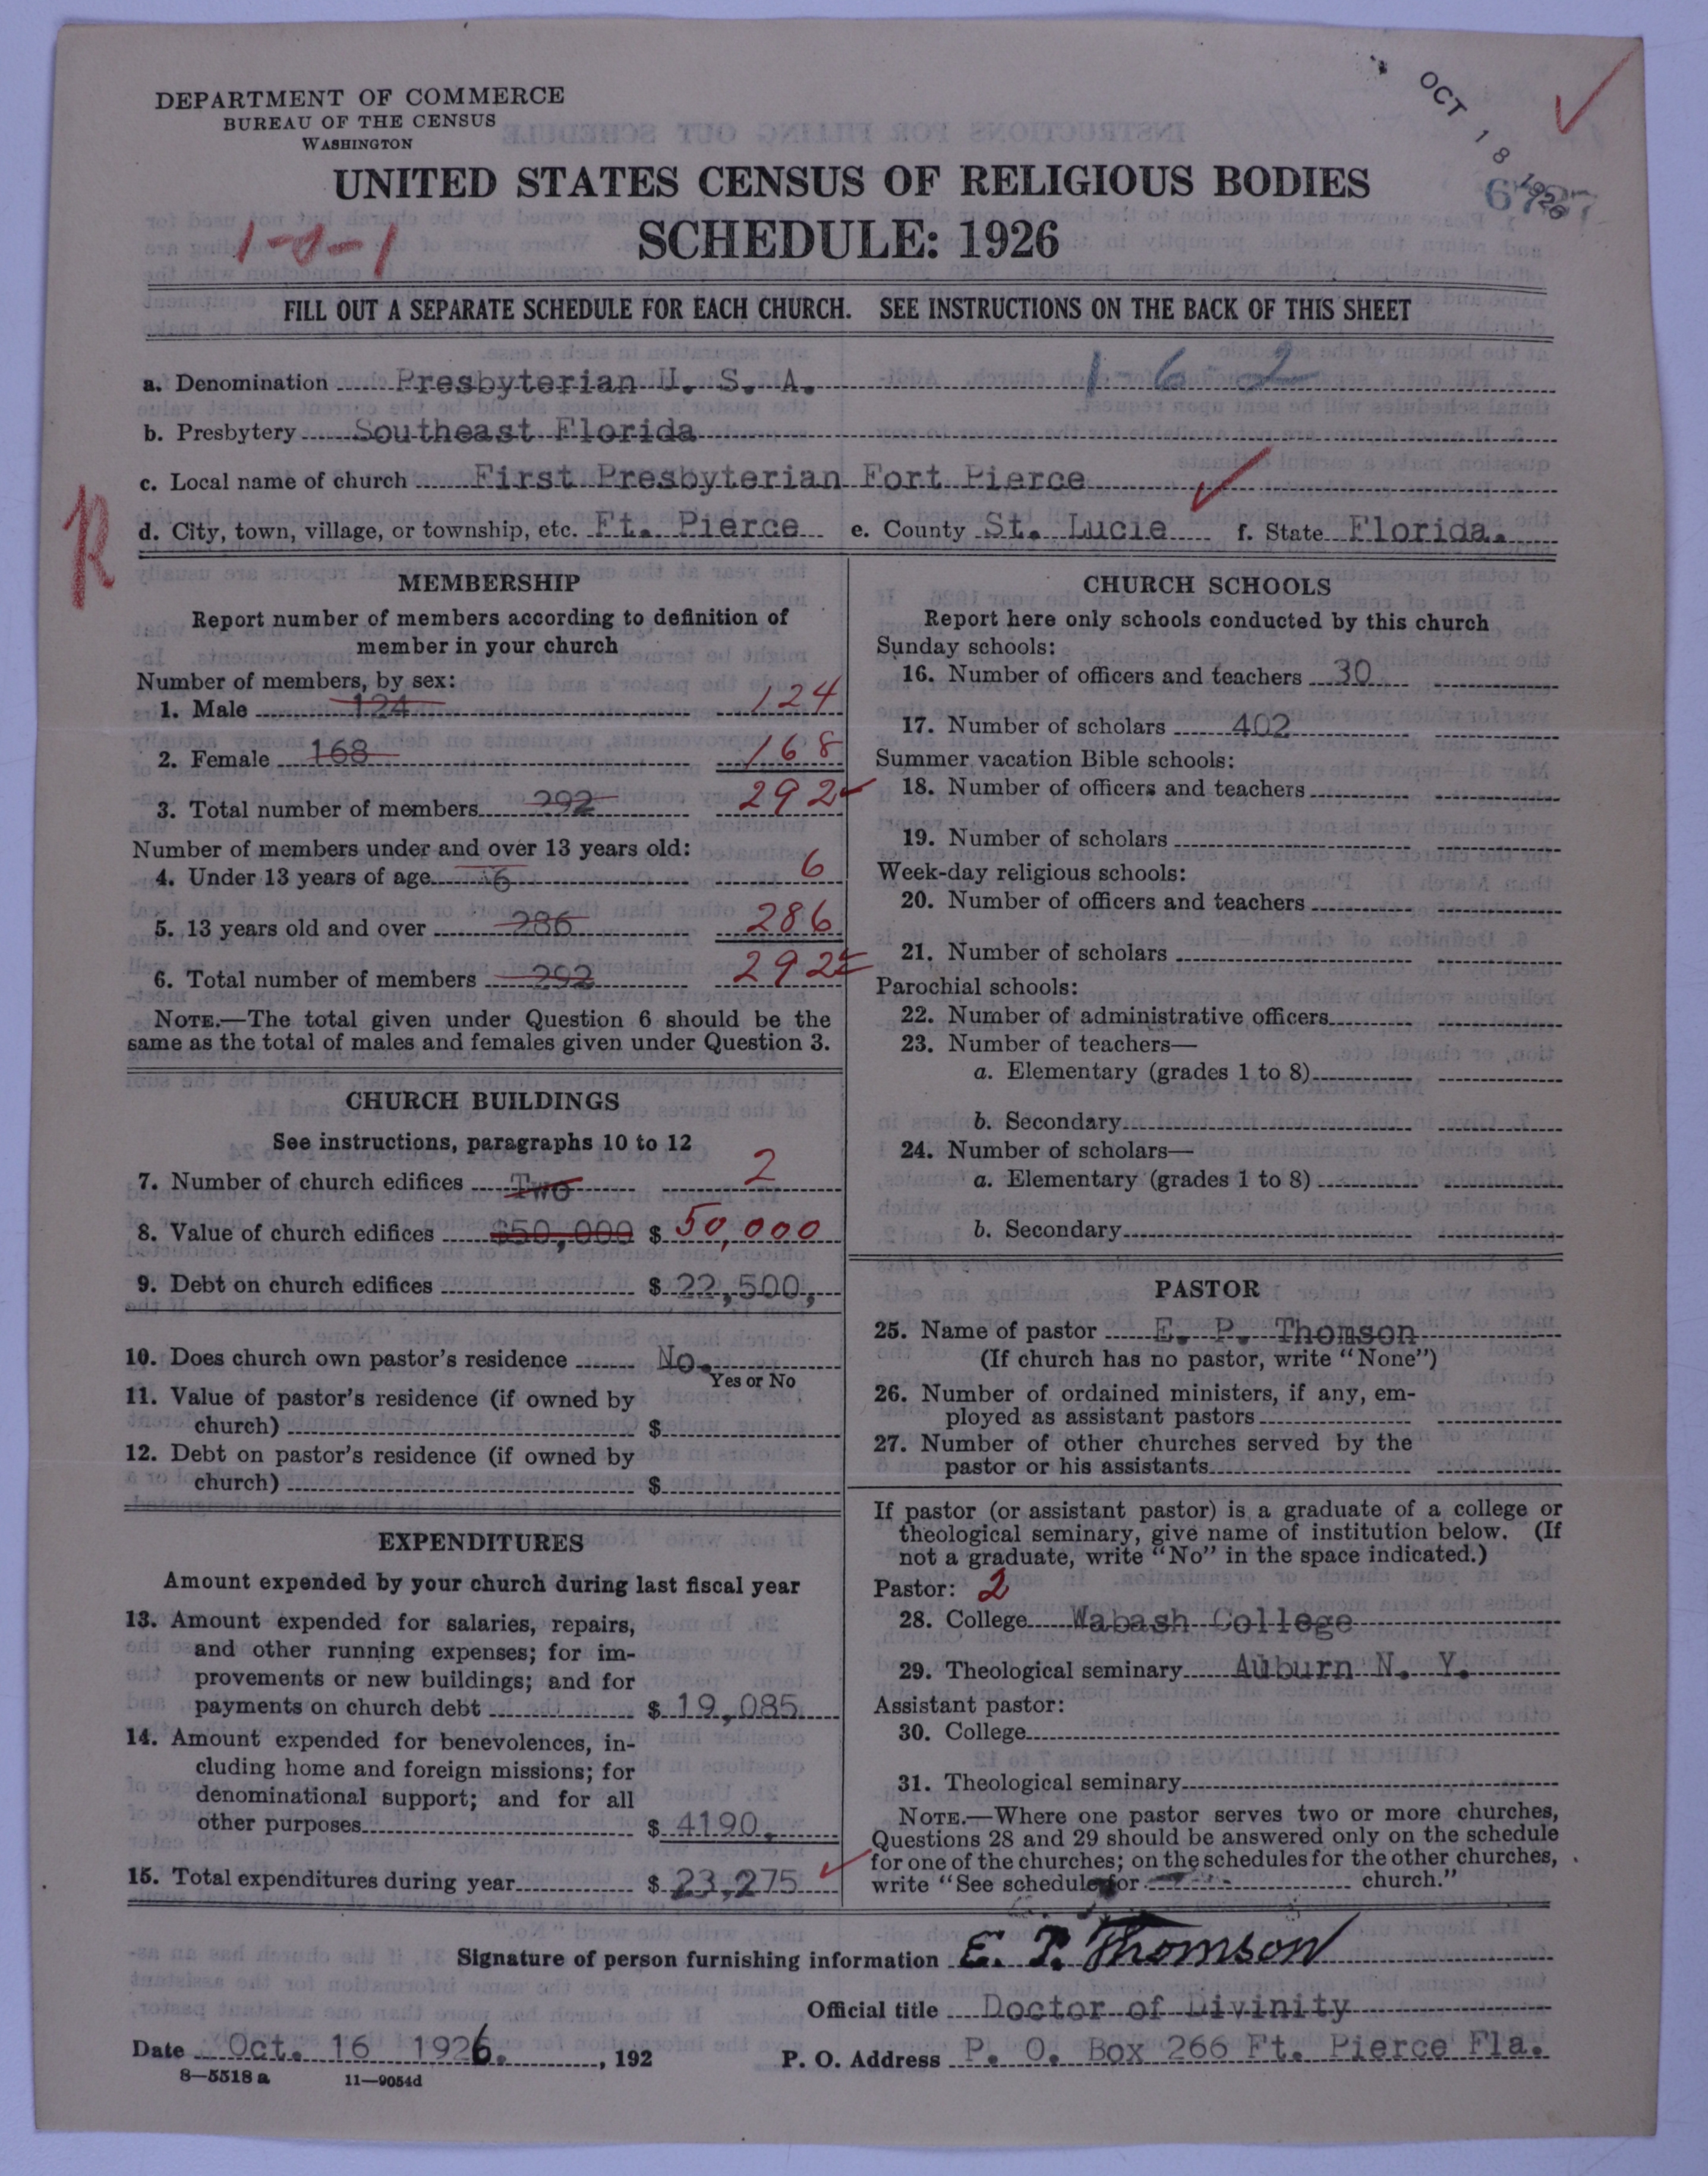 DEPARTMENT OF COMMERCE
BUREAU OF THE CENSUS
WASHINGTON
OCT 18 1926
UNITED STATES CENSUS OF RELIGIOUS BODIES
1-8-1
SCHEDULE: 1926
FILL OUT A SEPARATE SCHEDULE FOR EACH CHURCH. SEE INSTRUCTIONS ON THE BACK OF THIS SHEET
a. Denomination Presbyterian U. S. A. 1-6-2
b. Presbytery Southeast Florida
c. Local name of church First Presbyterian Fort Pierce
R
d. City, town, village, or township, etc. Ft. Pierce e. County St. Lucie f. State Florida.
MEMBERSHIP
Report number of members according to definition of
member in your church
Number of members, by sex:
1. Male 124 124
2. Female 168 168
3. Total number of members 292 292
Number of members under and over 13 years old:
4. Under 13 years of age 6 6
5. 13 years old and over 286 286
6. Total number of members 292 292
NOTE.—The total given under Question 6 should be the
same as the total of males and females given under Question 3.
CHURCH BUILDINGS
See instructions, paragraphs 10 to 12
7. Number of church edifices Two 2
8. Value of church edifices $50,000 $ 50,000
9. Debt on church edifices $ 22,500,
10. Does church own pastor's residence No.
Yes or No
11. Value of pastor's residence (if owned by
church) $
12. Debt on pastor's residence (if owned by
church) $
EXPENDITURES
Amount expended by your church during last fiscal year
13. Amount expended for salaries, repairs,
and other running expenses; for im-
provements or new buildings; and for
payments on church debt $ 19,085
14. Amount expended for benevolences, in-
cluding home and foreign missions; for
denominational support; and for all
other purposes $ 4190,
15. Total expenditures during year $ 23,275
CHURCH SCHOOLS
Report here only schools conducted by this church
Sunday schools:
16. Number of officers and teachers 30
17. Number of scholars 402
Summer vacation Bible schools:
18. Number of officers and teachers
19. Number of scholars
Week-day religious schools:
20. Number of officers and teachers
21. Number of scholars
Parochial schools:
22. Number of administrative officers
23. Number of teachers—
a. Elementary (grades 1 to 8)
b. Secondary
24. Number of scholars—
a. Elementary (grades 1 to 8)
b. Secondary
PASTOR
25. Name of pastor E. P. Thomson
(If church has no pastor, write "None")
26. Number of ordained ministers, if any, em-
ployed as assistant pastors
27. Number of other churches served by the
pastor or his assistants
If pastor (or assistant pastor) is a graduate of a college or
theological seminary, give name of institution below. (If
not a graduate, write "No" in the space indicated.)
Pastor: 2
28. College Wabash College
29. Theological seminary Auburn N. Y.
Assistant pastor:
30. College
31. Theological seminary
NOTE.—Where one pastor serves two or more churches,
Questions 28 and 29 should be answered only on the schedule
for one of the churches; on the schedules for the other churches,
write "See schedule for church."
Signature of person furnishing information E. P. Thomson
Official title Doctor of Divinity
Date Oct. 16 1926. , 192 P. O. Address P. O. Box 266 Ft. Pierce Fla.
8—5518 a 11—9054d